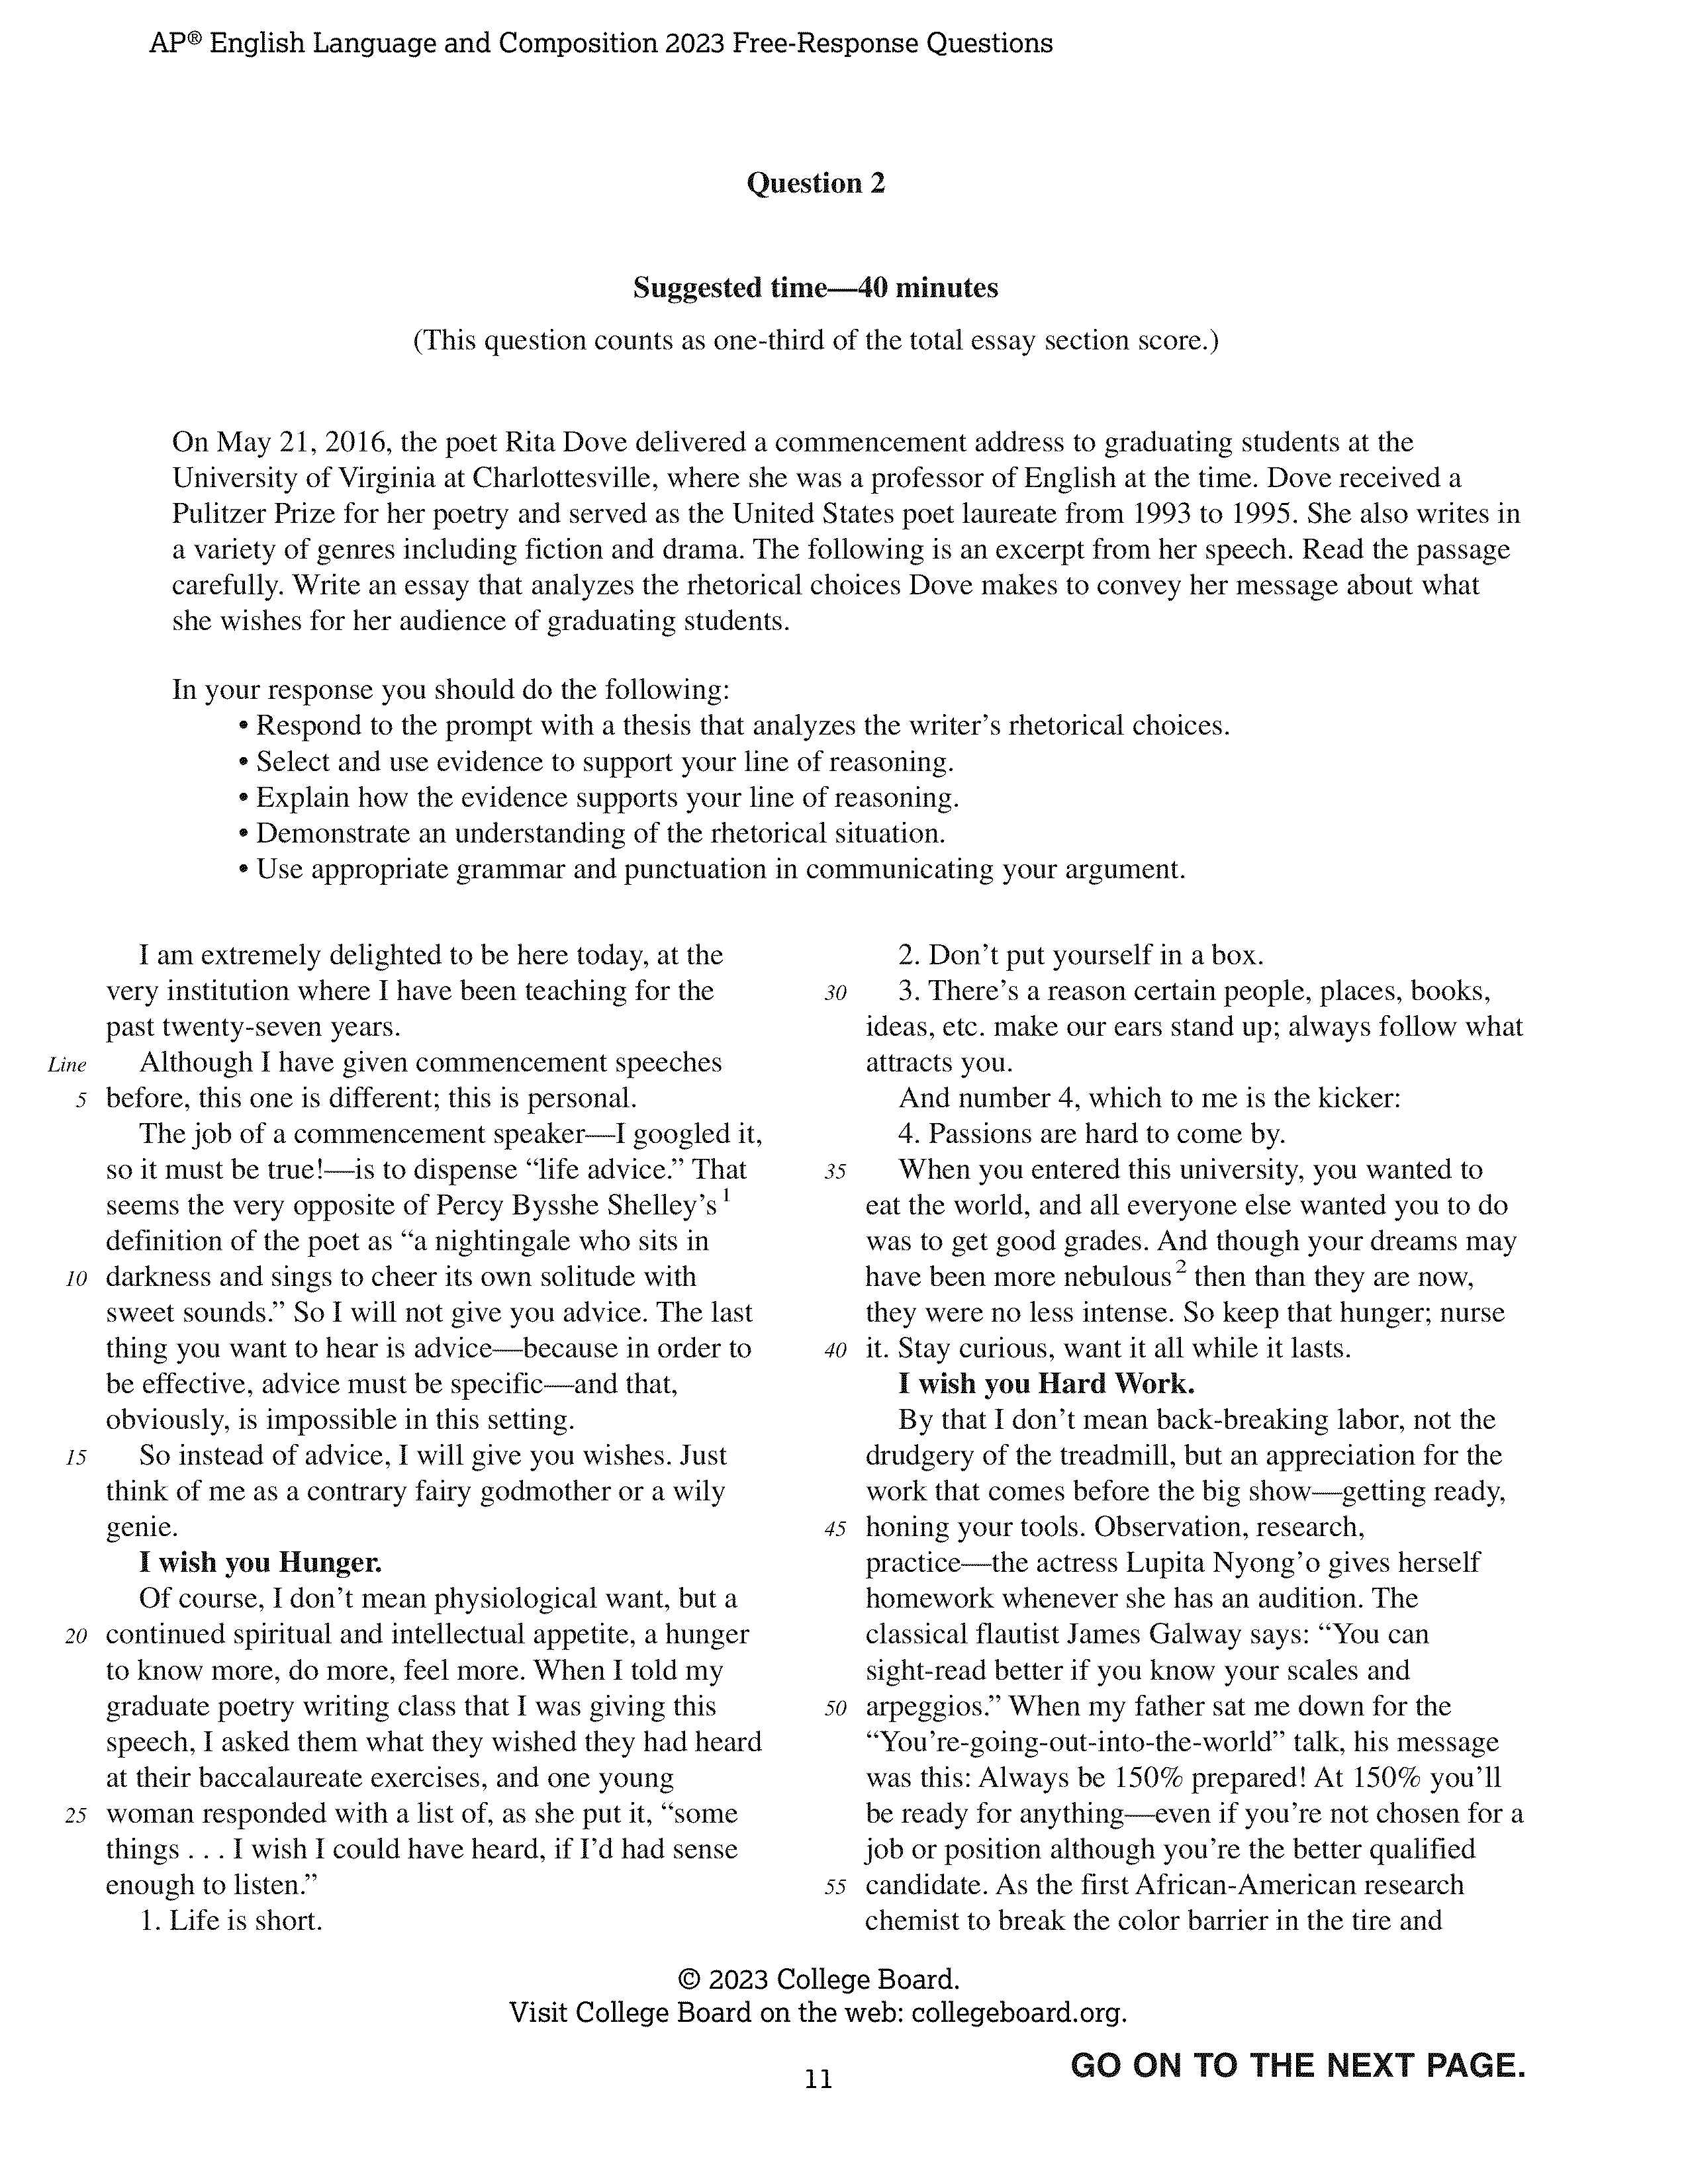 AP® English Language and Composition 2023 Free-Response Questions
Question 2
Suggested time—40 minutes
(This question counts as one-third of the total essay section score.)
On May 21, 2016, the poet Rita Dove delivered a commencement address to graduating students at the
University of Virginia at Charlottesville, where she was a professor of English at the time. Dove received a
Pulitzer Prize for her poetry and served as the United States poet laureate from 1993 to 1995. She also writes in
a variety of genres including fiction and drama. The following is an excerpt from her speech. Read the passage
carefully. Write an essay that analyzes the rhetorical choices Dove makes to convey her message about what
she wishes for her audience of graduating students.
In your response you should do the following:
• Respond to the prompt with a thesis that analyzes the writer’s rhetorical choices.
• Select and use evidence to support your line of reasoning.
• Explain how the evidence supports your line of reasoning.
• Demonstrate an understanding of the rhetorical situation.
• Use appropriate grammar and punctuation in communicating your argument.
I am extremely delighted to be here today, at the
very institution where I have been teaching for the
past twenty-seven years.
Line Although I have given commencement speeches
5 before, this one is different; this is personal.
The job of a commencement speaker—I googled it,
so it must be true!—is to dispense “life advice.” That
seems the very opposite of Percy Bysshe Shelley’s 1
definition of the poet as “a nightingale who sits in
10 darkness and sings to cheer its own solitude with
sweet sounds.” So I will not give you advice. The last
thing you want to hear is advice—because in order to
be effective, advice must be specific—and that,
obviously, is impossible in this setting.
15 So instead of advice, I will give you wishes. Just
think of me as a contrary fairy godmother or a wily
genie.
I wish you Hunger.
Of course, I don’t mean physiological want, but a
20 continued spiritual and intellectual appetite, a hunger
to know more, do more, feel more. When I told my
graduate poetry writing class that I was giving this
speech, I asked them what they wished they had heard
at their baccalaureate exercises, and one young
25 woman responded with a list of, as she put it, “some
things . . . I wish I could have heard, if I’d had sense
enough to listen.”
1. Life is short.
2. Don’t put yourself in a box.
30 3. There’s a reason certain people, places, books,
ideas, etc. make our ears stand up; always follow what
attracts you.
And number 4, which to me is the kicker:
4. Passions are hard to come by.
35 When you entered this university, you wanted to
eat the world, and all everyone else wanted you to do
was to get good grades. And though your dreams may
have been more nebulous 2 then than they are now,
they were no less intense. So keep that hunger; nurse
40 it. Stay curious, want it all while it lasts.
I wish you Hard Work.
By that I don’t mean back-breaking labor, not the
drudgery of the treadmill, but an appreciation for the
work that comes before the big show—getting ready,
45 honing your tools. Observation, research,
practice—the actress Lupita Nyong’o gives herself
homework whenever she has an audition. The
classical flautist James Galway says: “You can
sight-read better if you know your scales and
50 arpeggios.” When my father sat me down for the
“You’re-going-out-into-the-world” talk, his message
was this: Always be 150% prepared! At 150% you’ll
be ready for anything—even if you’re not chosen for a
job or position although you’re the better qualified
55 candidate. As the first African-American research
chemist to break the color barrier in the tire and
© 2023 College Board.
Visit College Board on the web: collegeboard.org.
GO ON TO THE NEXT PAGE.
11